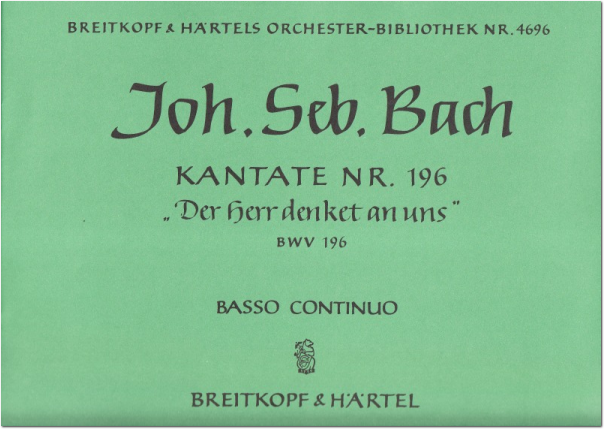 BREITKOPF & HÄRTELS ORCHESTER-BIBLIOTHEK NR. 4696
Joh. Seb. Bach
KANTATE NR. 196
„Der Herr denket an uns"
BWV 196
BASSO CONTINUO
BREITKOPF & HÄRTEL